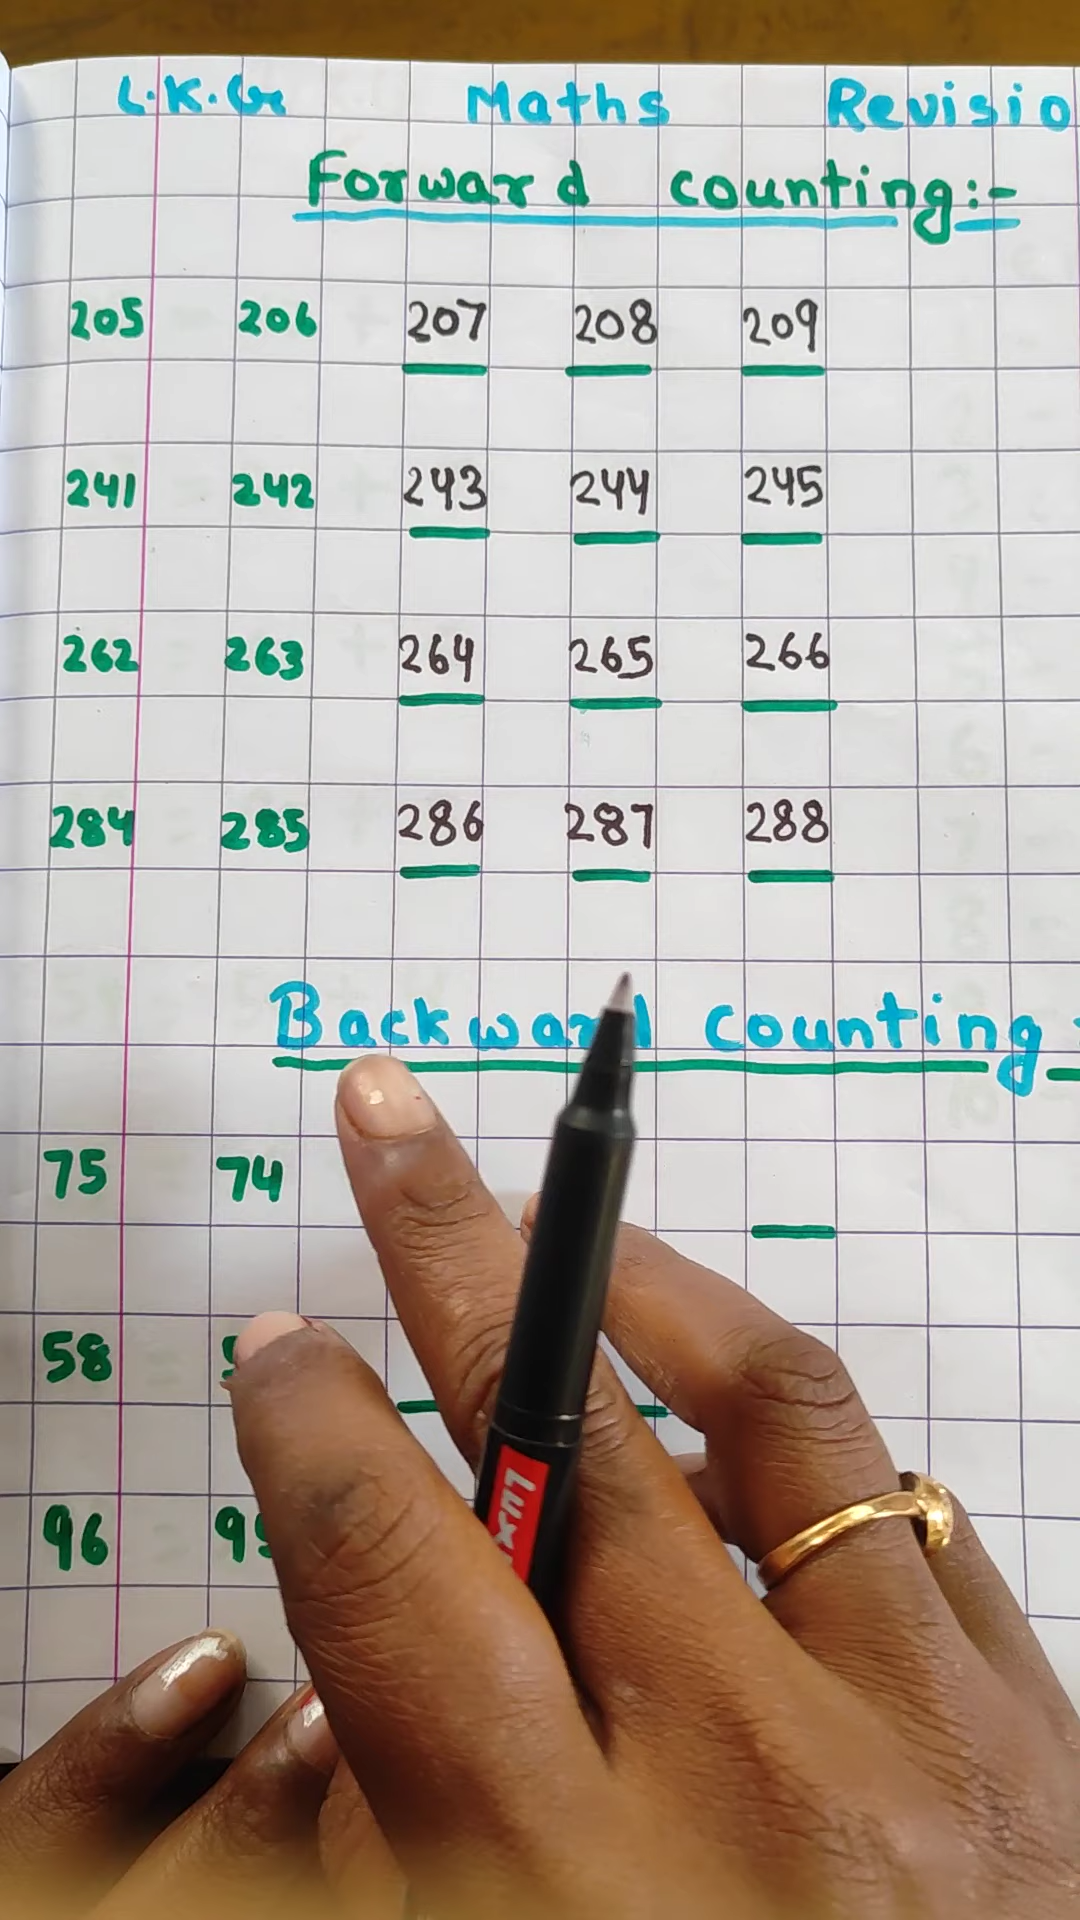 L.K.G Maths Revisio
Forward counting:-
205 206 207 208 209
241 242 243 244 245
262 263 264 265 266
284 285 286 287 288
Backward counting
75 74
58
96
Lux